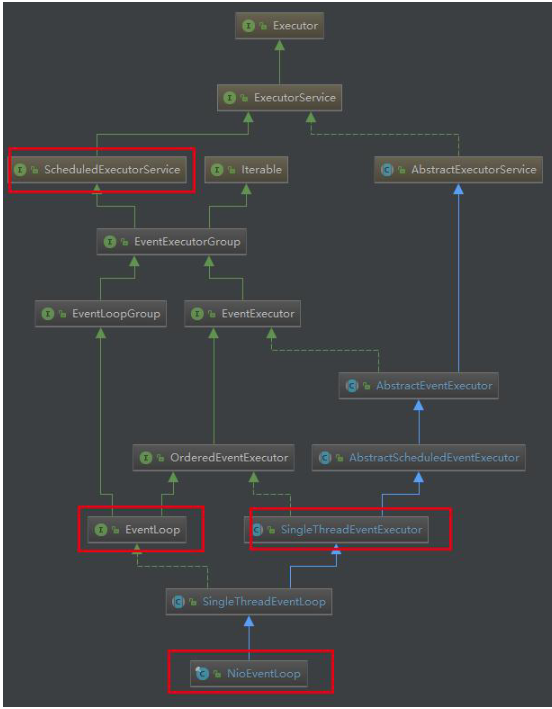 Executor
ExecutorService
ScheduledExecutorService
Iterable
AbstractExecutorService
EventExecutorGroup
EventLoopGroup
EventExecutor
AbstractEventExecutor
OrderedEventExecutor
AbstractScheduledEventExecutor
EventLoop
SingleThreadEventExecutor
SingleThreadEventLoop
NioEventLoop